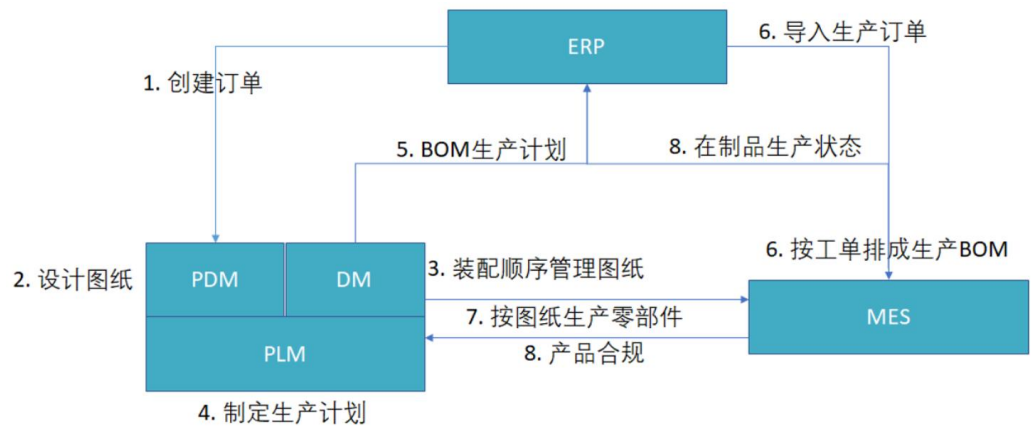 ERP
6. 导入生产订单
1. 创建订单
5. BOM生产计划
8. 在制品生产状态
2. 设计图纸
PDM
DM
3. 装配顺序管理图纸
6. 按工单排成生产BOM
7. 按图纸生产零部件
MES
PLM
8. 产品合规
4. 制定生产计划